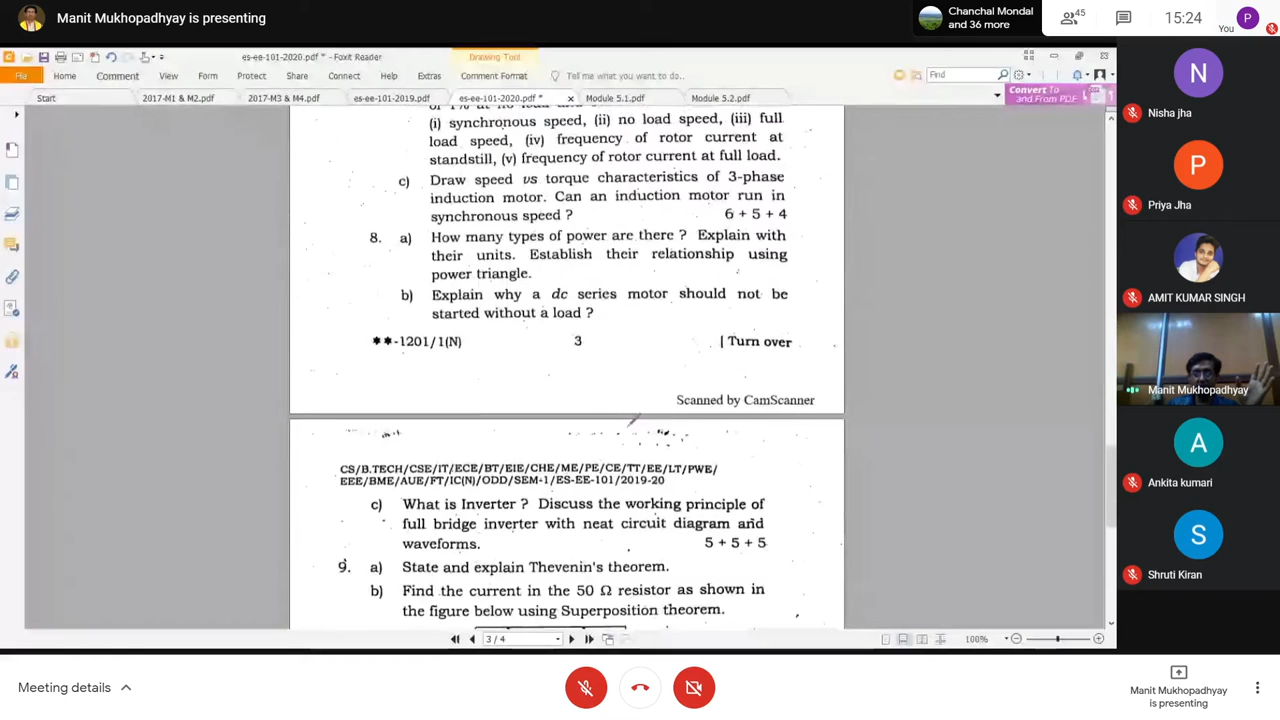 Manit Mukhopadhyay is presenting
Chanchal Mondal
and 36 more
45
15:24
P
You
es-ee-101-2020.pdf * - Foxit Reader
Drawing Tool
File
Home
Comment
View
Form
Protect
Share
Connect
Help
Extras
Comment Format
Tell me what you want to do..
Find
Start
2017-M1 & M2.pdf
2017-M3 & M4.pdf
es-ee-101-2019.pdf
es-ee-101-2020.pdf *
Module 5.1.pdf
Module 5.2.pdf
Convert To
and From PDF
(i) synchronous speed, (ii) no load speed, (iii) full
load speed, (iv) frequency of rotor current at
standstill, (v) frequency of rotor current at full load.
c) Draw speed vs torque characteristics of 3-phase
induction motor. Can an induction motor run in
synchronous speed ? 6 + 5 + 4
8. a) How many types of power are there ? Explain with
their units. Establish their relationship using
power triangle.
b) Explain why a dc series motor should not be
started without a load ?
**-1201/1(N) 3 [ Turn over
Scanned by CamScanner
CS/B.TECH/CSE/IT/ECE/BT/EIE/CHE/ME/PE/CE/TT/EE/LT/PWE/
EEE/BME/AUE/FT/IC(N)/ODD/SEM-1/ES-EE-101/2019-20
c) What is Inverter ? Discuss the working principle of
full bridge inverter with neat circuit diagram and
waveforms. 5 + 5 + 5
9. a) State and explain Thevenin's theorem.
b) Find the current in the 50 Ω resistor as shown in
the figure below using Superposition theorem.
3 / 4
100%
N
Nisha jha
P
Priya Jha
AMIT KUMAR SINGH
Manit Mukhopadhyay
A
Ankita kumari
S
Shruti Kiran
Meeting details
Manit Mukhopadhyay
is presenting